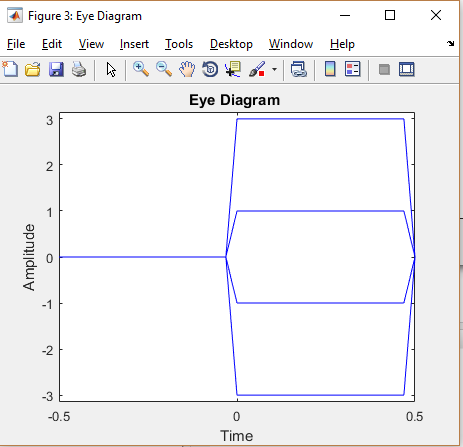 Figure 3: Eye Diagram
File Edit View Insert Tools Desktop Window Help
Eye Diagram
3
2
1
0
-1
-2
-3
Amplitude
-0.5 0 0.5
Time